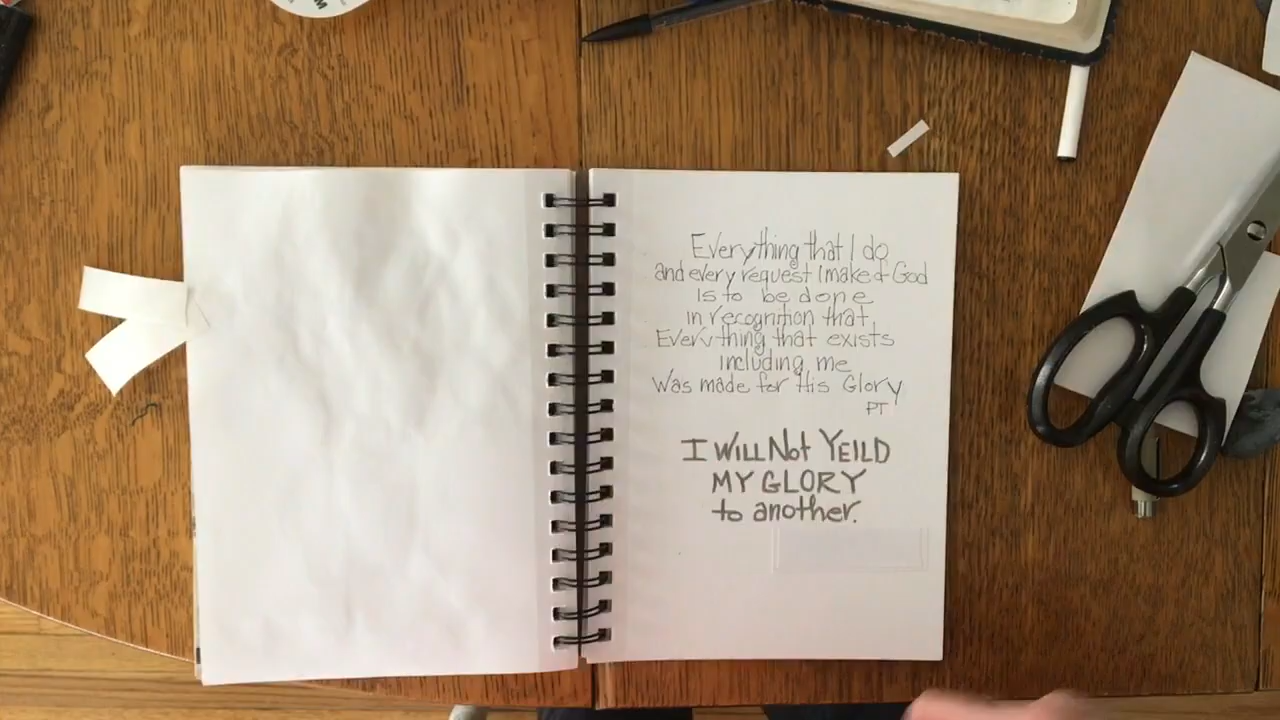 Everything that I do
and every request I make of God
is to be done
in recognition that
Everything that exists
including me
was made for His Glory
PT
I WILL Not YEILD
MY GLORY
to another.